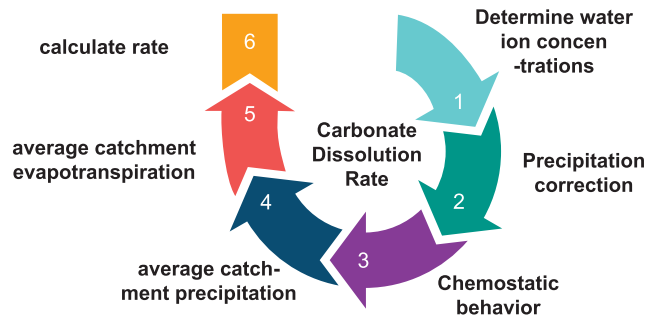 Determine water
ion concen
-trations
1
Precipitation
correction
2
Chemostatic
behavior
3
average catch-
ment precipitation
4
average catchment
evapotranspiration
5
calculate rate
6
Carbonate
Dissolution
Rate